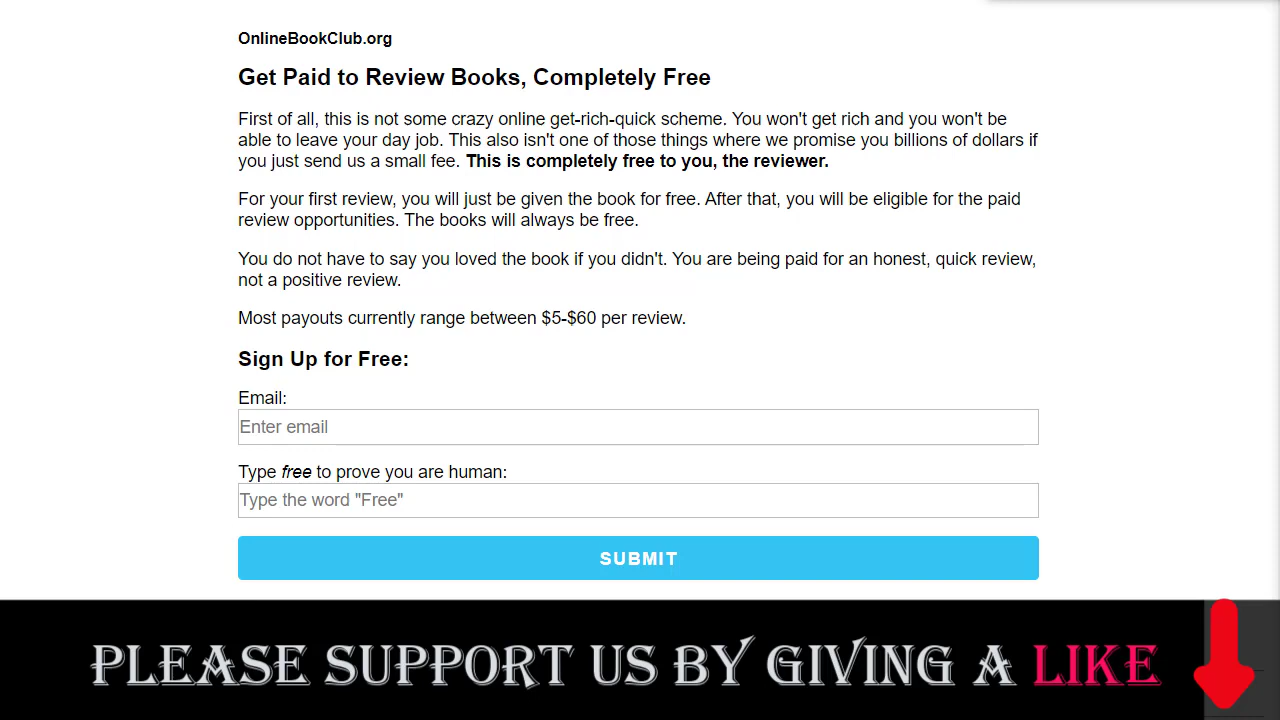 OnlineBookClub.org
Get Paid to Review Books, Completely Free
First of all, this is not some crazy online get-rich-quick scheme. You won't get rich and you won't be
able to leave your day job. This also isn't one of those things where we promise you billions of dollars if
you just send us a small fee. This is completely free to you, the reviewer.
For your first review, you will just be given the book for free. After that, you will be eligible for the paid
review opportunities. The books will always be free.
You do not have to say you loved the book if you didn't. You are being paid for an honest, quick review,
not a positive review.
Most payouts currently range between $5-$60 per review.
Sign Up for Free:
Email:
Enter email
Type free to prove you are human:
Type the word "Free"
SUBMIT
PLEASE SUPPORT US BY GIVING A LIKE